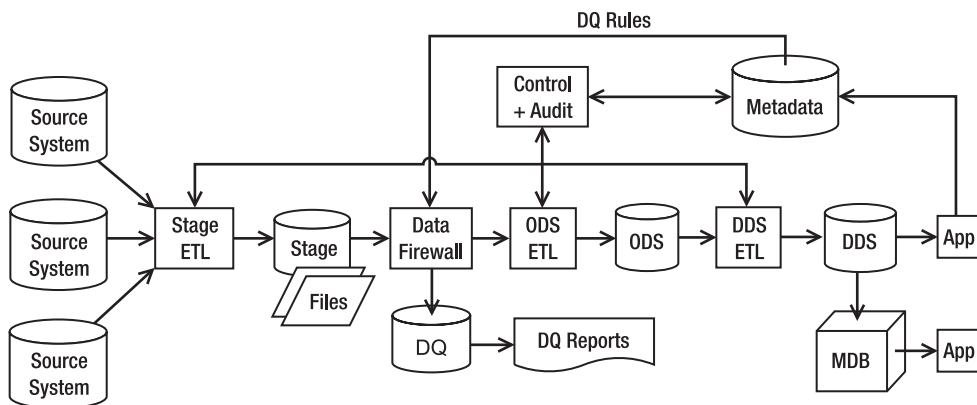 DQ Rules
Control
+ Audit
Metadata
Source
System
Source
System
Source
System
Stage
ETL
Stage
Files
Data
Firewall
ODS
ETL
ODS
DDS
ETL
DDS
App
DQ
DQ Reports
MDB
App